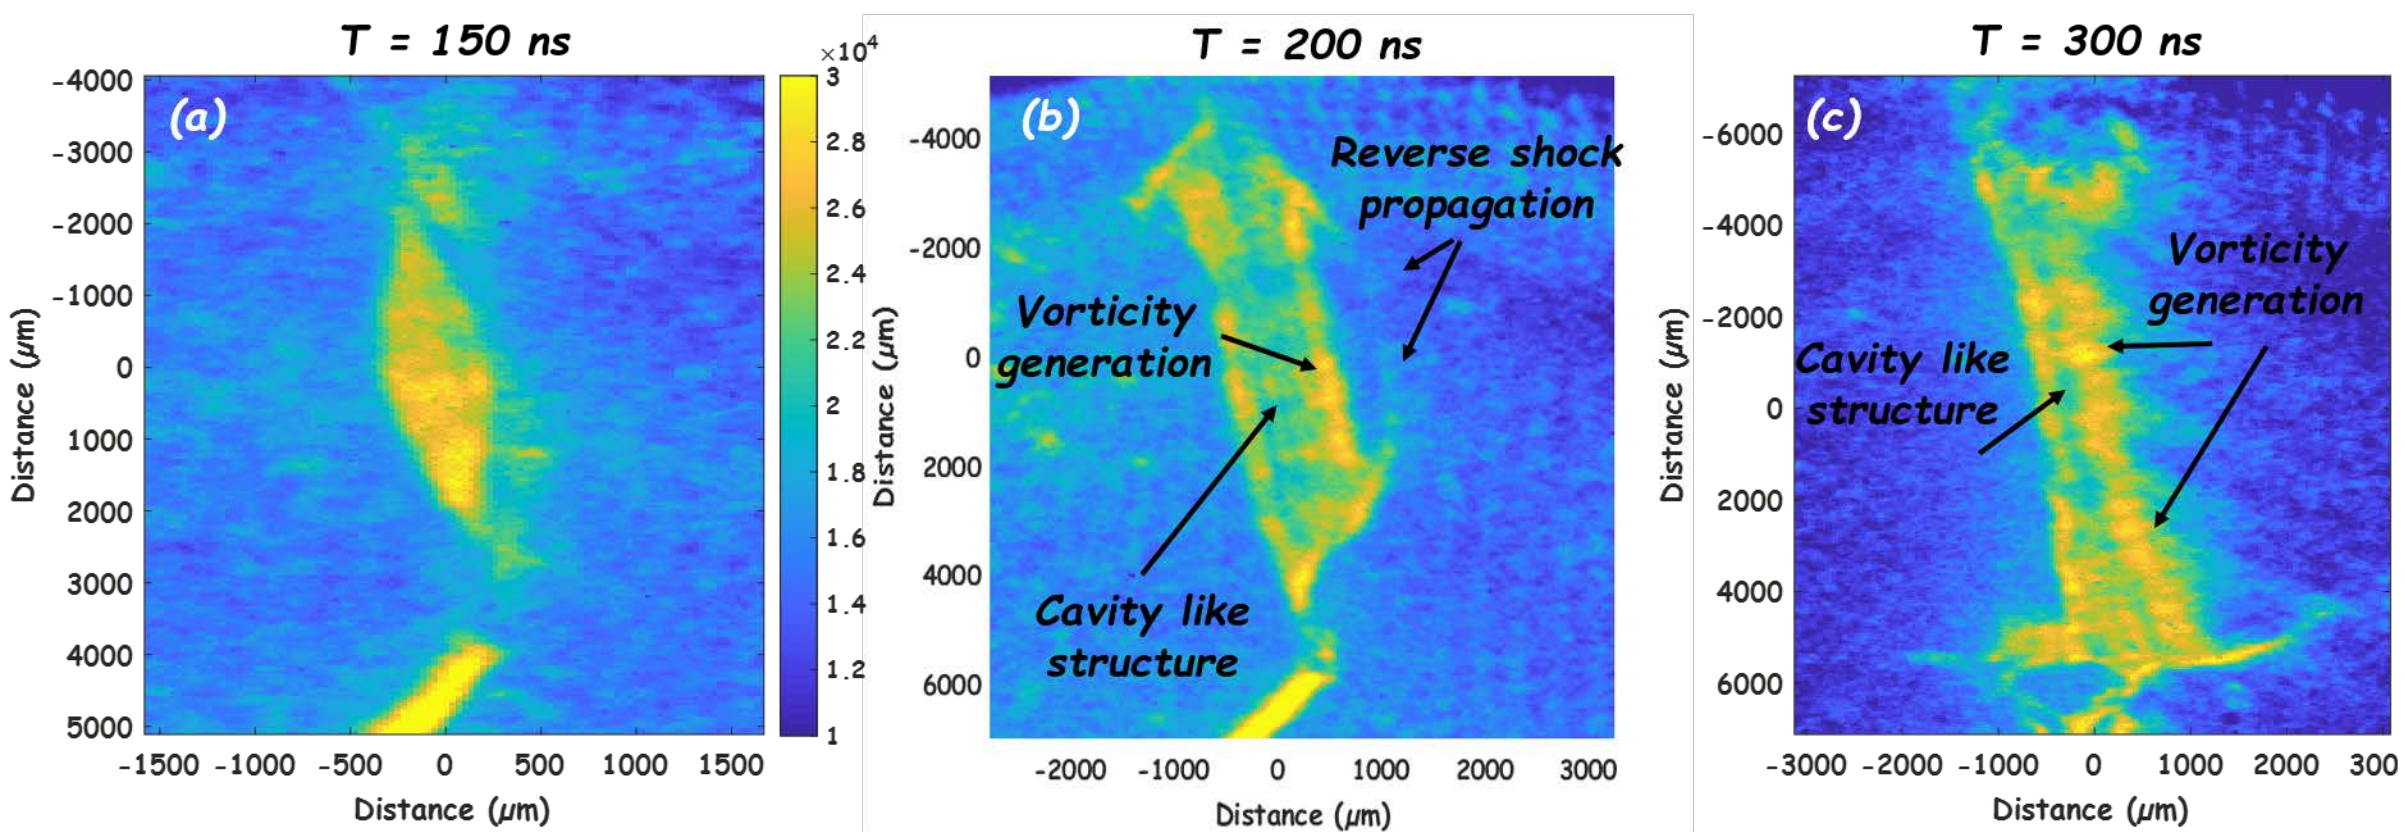 T = 150 ns
(a)
-4000
-3000
-2000
-1000
0
1000
2000
3000
4000
5000
Distance (µm)
-1500 -1000 -500 0 500 1000 1500
Distance (µm)
×10⁴
3
2.8
2.6
2.4
2.2
2
1.8
1.6
1.4
1.2
1
T = 200 ns
(b)
-4000
-2000
0
2000
4000
6000
Distance (µm)
Reverse shock
propagation
Vorticity
generation
Cavity like
structure
-2000 -1000 0 1000 2000 3000
Distance (µm)
T = 300 ns
(c)
-6000
-4000
-2000
0
2000
4000
6000
Distance (µm)
Vorticity
generation
Cavity like
structure
-3000 -2000 -1000 0 1000 2000 300
Distance (µm)